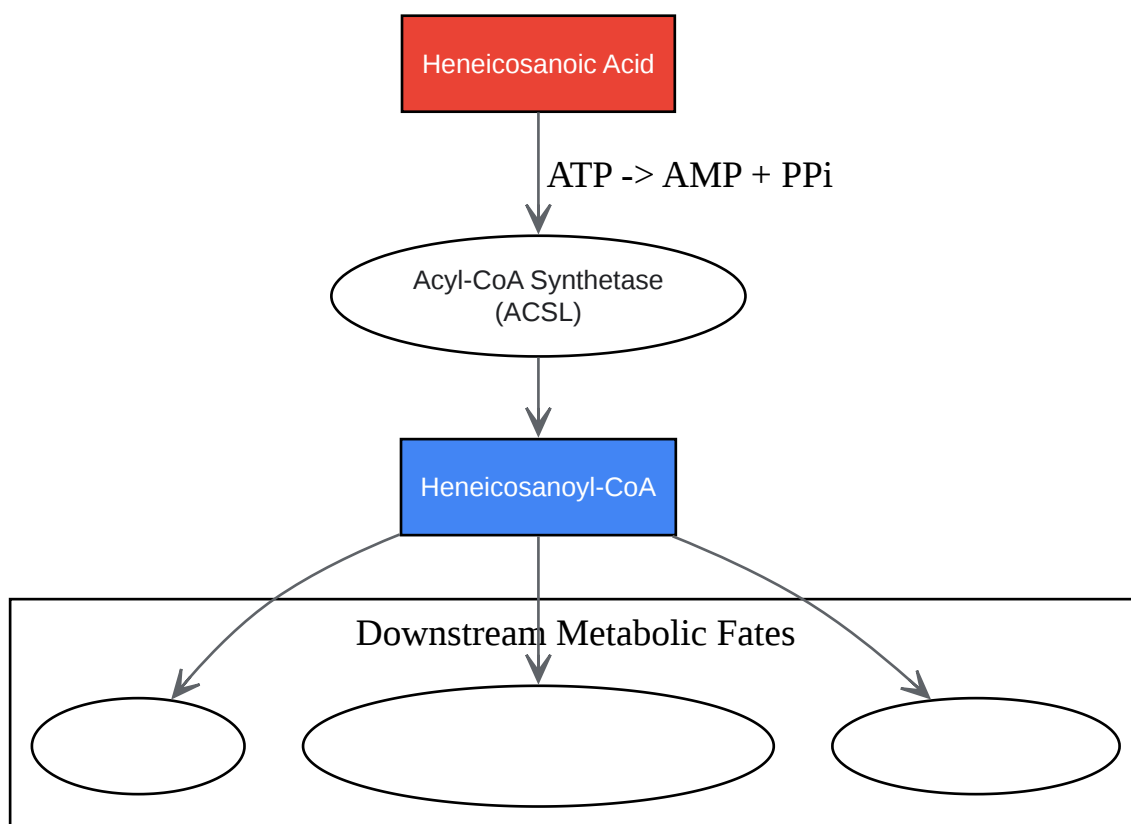 Heneicosanoic Acid
ATP -> AMP + PPi
Acyl-CoA Synthetase
(ACSL)
Heneicosanoyl-CoA
Downstream Metabolic Fates